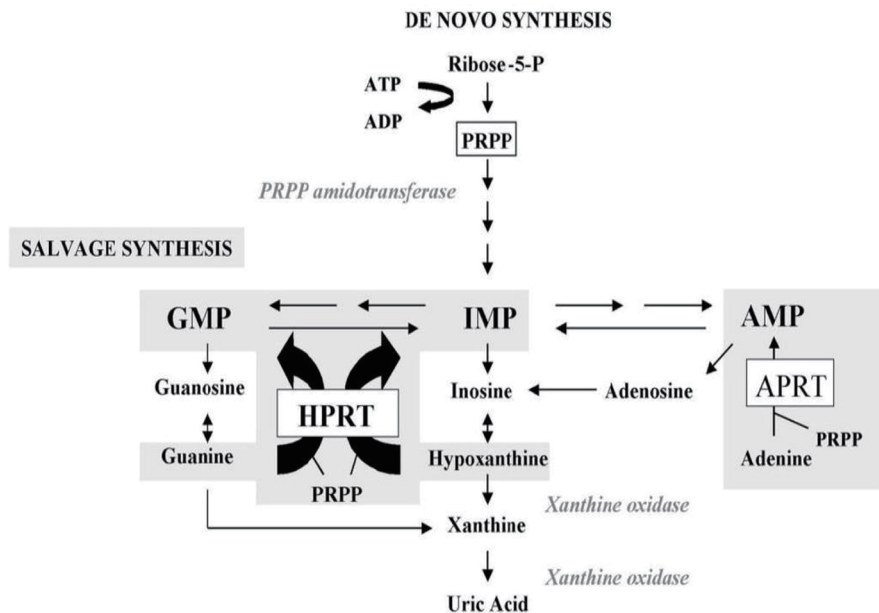 DE NOVO SYNTHESIS
Ribose-5-P
ATP
ADP
PRPP
PRPP amidotransferase
SALVAGE SYNTHESIS
GMP
IMP
AMP
Guanosine
HPRT
Inosine
Adenosine
APRT
PRPP
Guanine
Hypoxanthine
Adenine
PRPP
Xanthine oxidase
Xanthine
Xanthine oxidase
Uric Acid